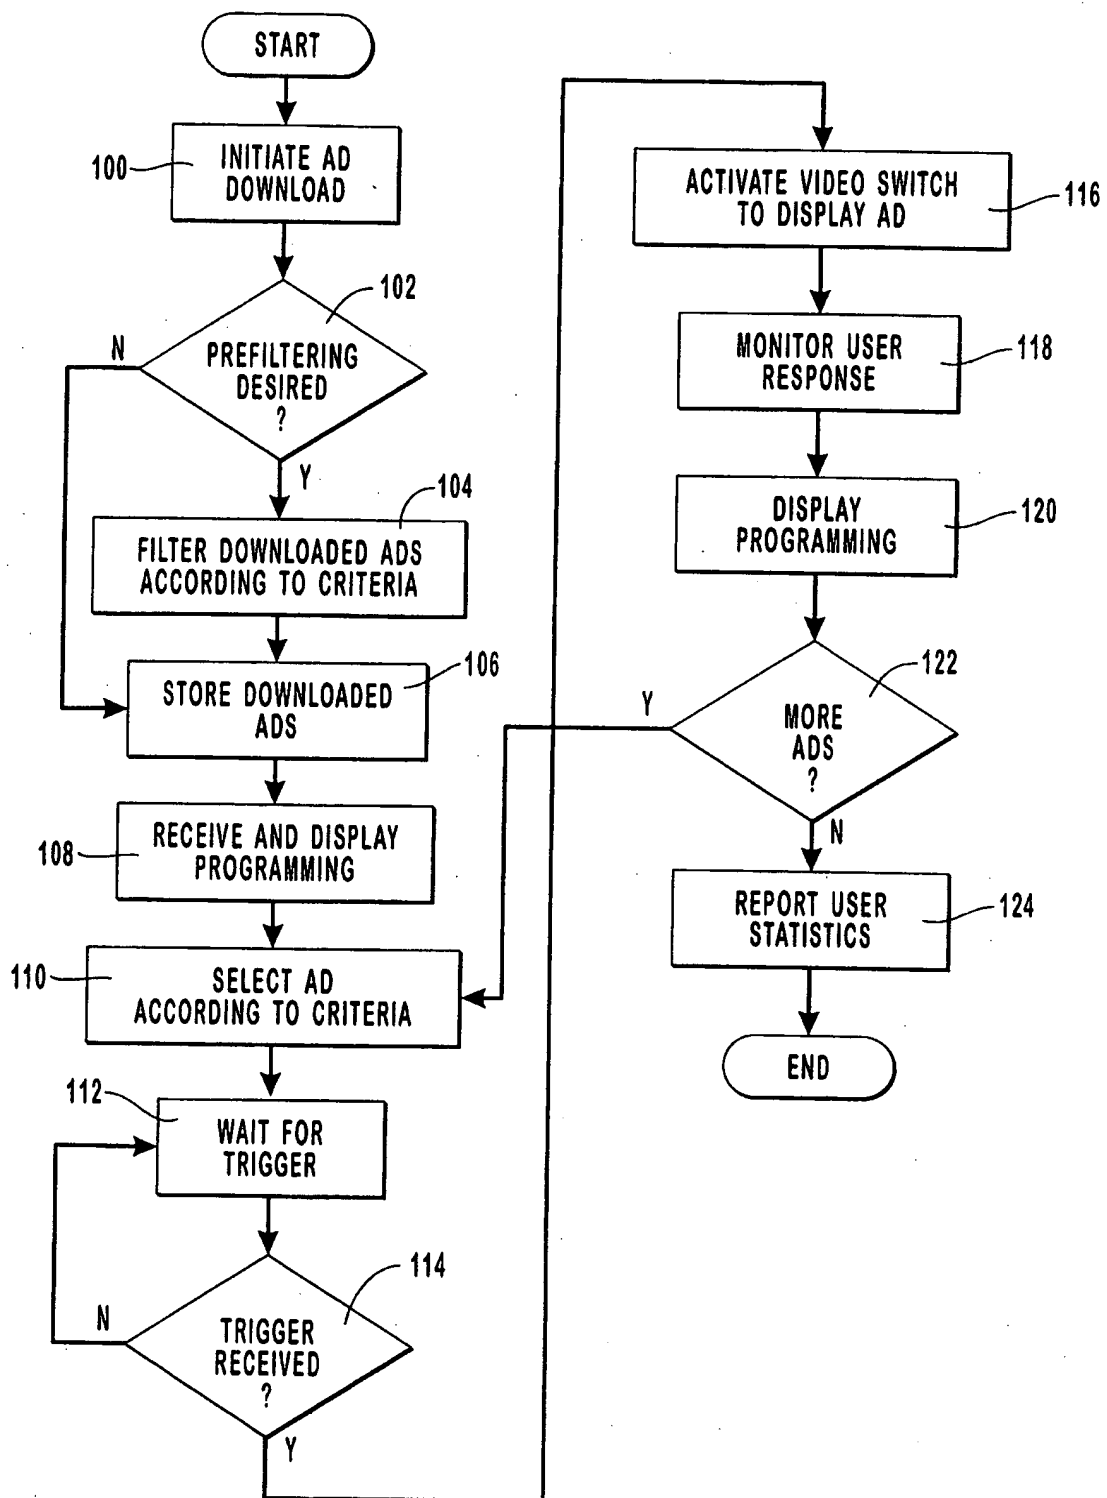 START
100
INITIATE AD
DOWNLOAD
102
N
PREFILTERING
DESIRED
?
Y
104
FILTER DOWNLOADED ADS
ACCORDING TO CRITERIA
106
STORE DOWNLOADED
ADS
108
RECEIVE AND DISPLAY
PROGRAMMING
110
SELECT AD
ACCORDING TO CRITERIA
112
WAIT FOR
TRIGGER
114
N
TRIGGER
RECEIVED
?
Y
ACTIVATE VIDEO SWITCH
TO DISPLAY AD
116
MONITOR USER
RESPONSE
118
DISPLAY
PROGRAMMING
120
122
Y
MORE
ADS
?
N
REPORT USER
STATISTICS
124
END